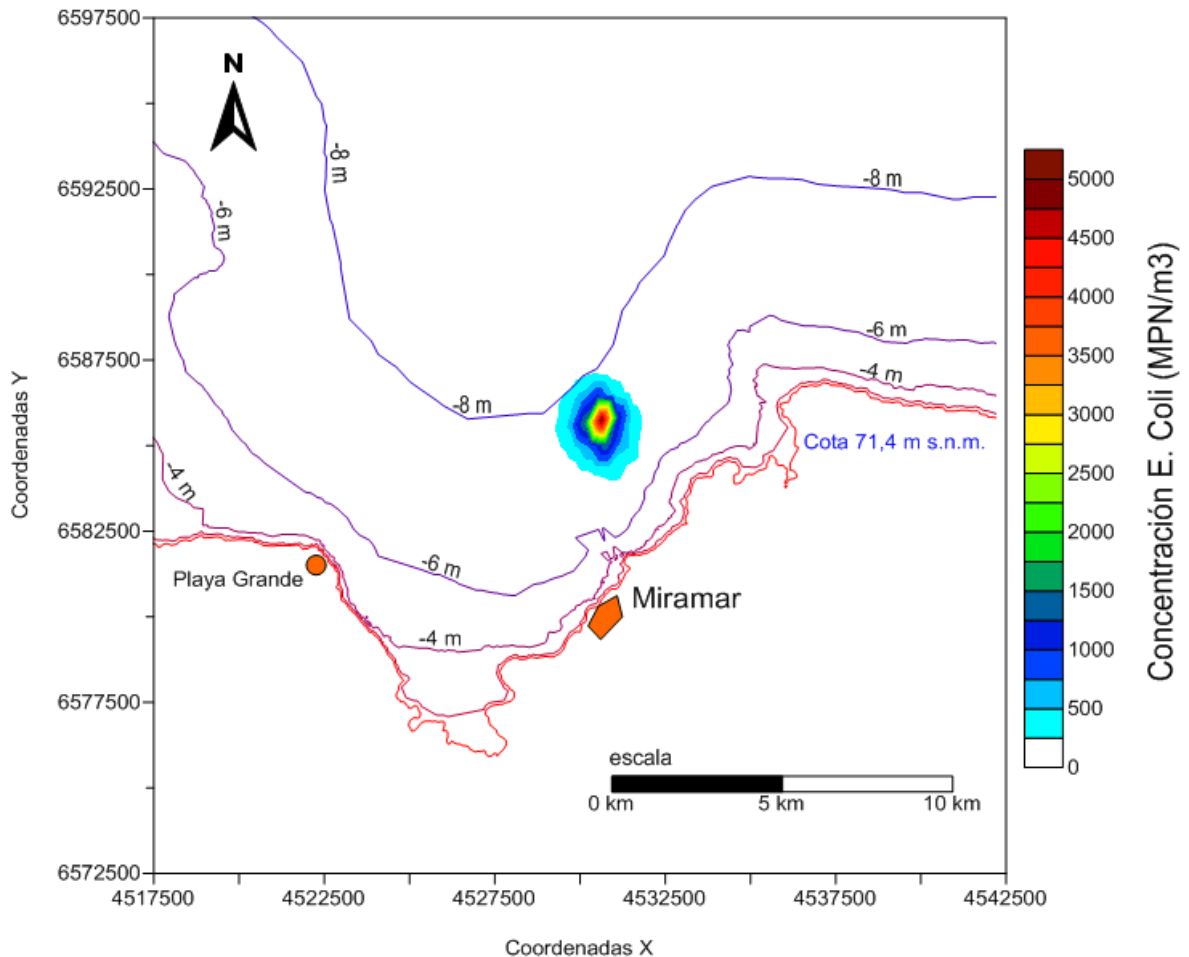 6597500
N
-8 m
6592500
-8 m
-6 m
5000
4500
4000
3500
3000
2500
2000
1500
1000
500
0
Concentración E. Coli (MPN/m3)
Coordenadas Y
-6 m
6587500
-4 m
-8 m
Cota 71,4 m s.n.m.
-4 m
6582500
-6 m
Playa Grande
Miramar
-4 m
6577500
escala
0 km
5 km
10 km
6572500
4517500
4522500
4527500
4532500
4537500
4542500
Coordenadas X